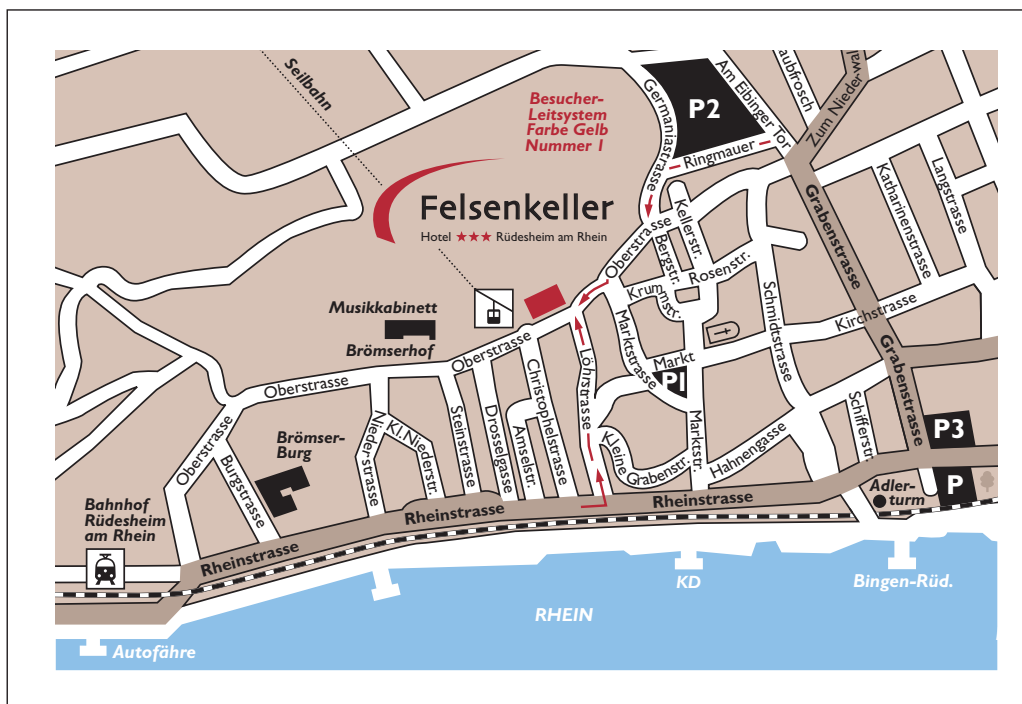 Seilbahn
Besucher-
Leitsystem
Farbe Gelb
Nummer 1
Germaniastrasse
P2
Am Eibinger Tor
Ringmauer
Zum Niederwal
aubfrosch
Felsenkeller
Hotel ★★★ Rüdesheim am Rhein
Oberstrasse
Bergstr.
Kellerstr.
Krummstr.
Rosenstr.
Grabenstrasse
Katharinenstrasse
Langstrasse
Musikkabinett
Brömserhof
Oberstrasse
Oberstrasse
Marktstrasse
Markt
P1
Schmidtstrasse
Kirchstrasse
Grabenstrasse
Oberstrasse
Burgstrasse
Brömser-
Burg
Niederstrasse
Kl. Niederstr.
Steinstrasse
Drosselgasse
Amselstr.
Christophelstrasse
Löhrstrasse
Kleine
Grabenstr.
Marktstr.
Hahnengasse
Schifferstr.
P3
P
Adler-
turm
Bahnhof
Rüdesheim
am Rhein
Rheinstrasse
Rheinstrasse
Rheinstrasse
KD
Bingen-Rüd.
RHEIN
Autofähre